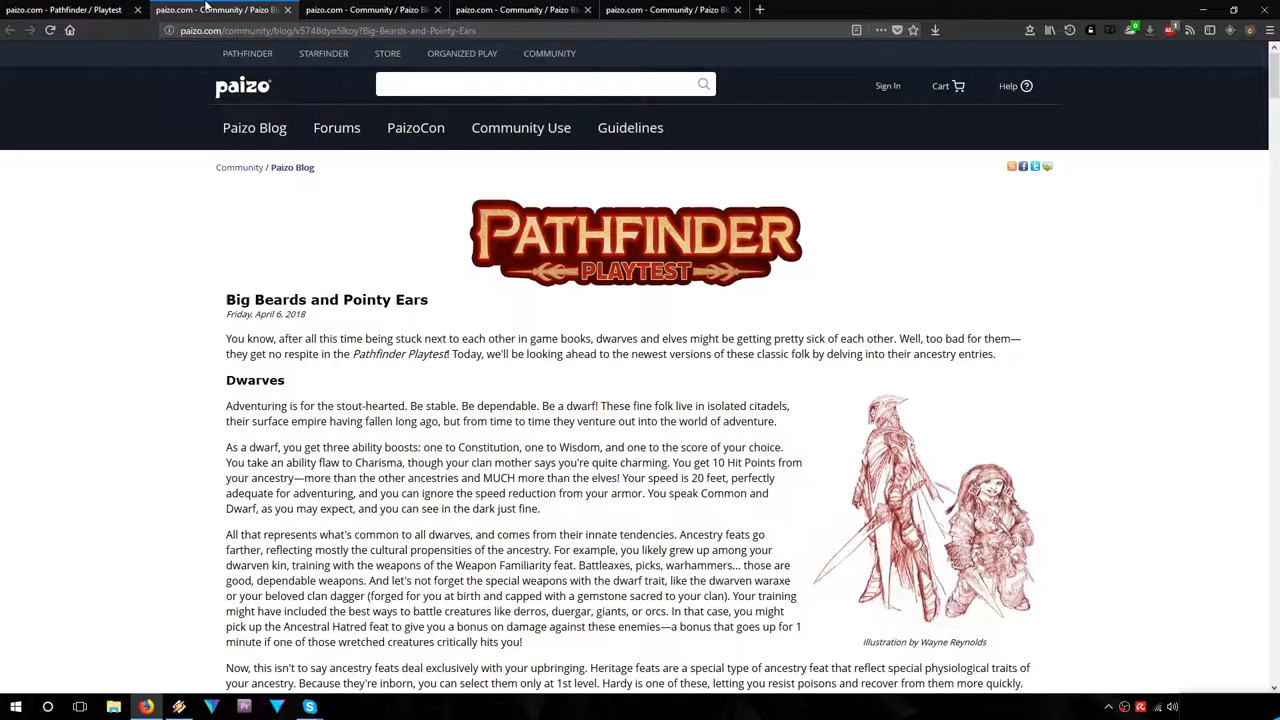 paizo.com - Pathfinder / Playtest
paizo.com - Community / Paizo Bl
paizo.com - Community / Paizo Bl
paizo.com - Community / Paizo Bl
paizo.com - Community / Paizo Bl
paizo.com/community/blog/v5748dyo5lkoy?Big-Beards-and-Pointy-Ears
PATHFINDER STARFINDER STORE ORGANIZED PLAY COMMUNITY
paizo
Sign In Cart Help
Paizo Blog Forums PaizoCon Community Use Guidelines
Community / Paizo Blog
PATHFINDER
PLAYTEST
Big Beards and Pointy Ears
Friday, April 6, 2018
You know, after all this time being stuck next to each other in game books, dwarves and elves might be getting pretty sick of each other. Well, too bad for them—
they get no respite in the Pathfinder Playtest! Today, we'll be looking ahead to the newest versions of these classic folk by delving into their ancestry entries.
Dwarves
Adventuring is for the stout-hearted. Be stable. Be dependable. Be a dwarf! These fine folk live in isolated citadels,
their surface empire having fallen long ago, but from time to time they venture out into the world of adventure.
As a dwarf, you get three ability boosts: one to Constitution, one to Wisdom, and one to the score of your choice.
You take an ability flaw to Charisma, though your clan mother says you're quite charming. You get 10 Hit Points from
your ancestry—more than the other ancestries and MUCH more than the elves! Your speed is 20 feet, perfectly
adequate for adventuring, and you can ignore the speed reduction from your armor. You speak Common and
Dwarf, as you may expect, and you can see in the dark just fine.
All that represents what's common to all dwarves, and comes from their innate tendencies. Ancestry feats go
farther, reflecting mostly the cultural propensities of the ancestry. For example, you likely grew up among your
dwarven kin, training with the weapons of the Weapon Familiarity feat. Battleaxes, picks, warhammers... those are
good, dependable weapons. And let's not forget the special weapons with the dwarf trait, like the dwarven waraxe
or your beloved clan dagger (forged for you at birth and capped with a gemstone sacred to your clan). Your training
might have included the best ways to battle creatures like derros, duergar, giants, or orcs. In that case, you might
pick up the Ancestral Hatred feat to give you a bonus on damage against these enemies—a bonus that goes up for 1
minute if one of those wretched creatures critically hits you!
Illustration by Wayne Reynolds
Now, this isn't to say ancestry feats deal exclusively with your upbringing. Heritage feats are a special type of ancestry feat that reflect special physiological traits of
your ancestry. Because they're inborn, you can select them only at 1st level. Hardy is one of these, letting you resist poisons and recover from them more quickly.